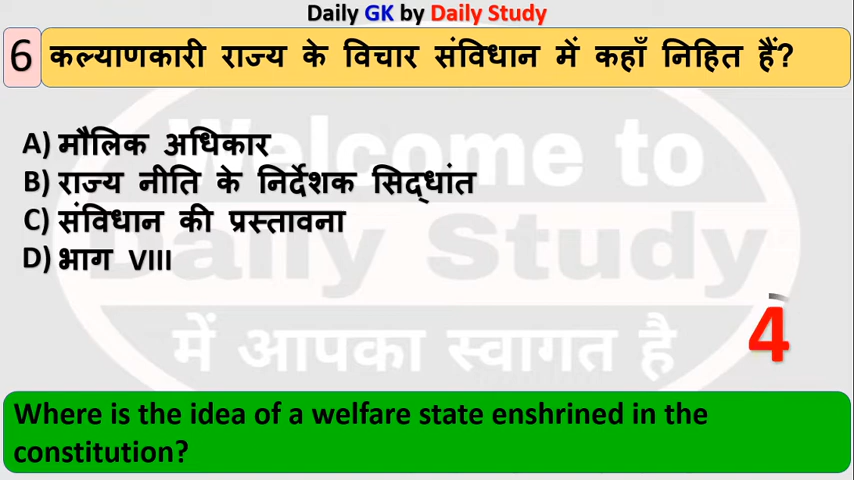 Daily GK by Daily Study
6 कल्याणकारी राज्य के विचार संविधान में कहाँ निहित हैं?
Welcome to
A) मौलिक अधिकार
B) राज्य नीति के निर्देशक सिद्धांत
C) संविधान की प्रस्तावना
Daily Study
D) भाग VIII
4
में आपका स्वागत है
Where is the idea of a welfare state enshrined in the
constitution?